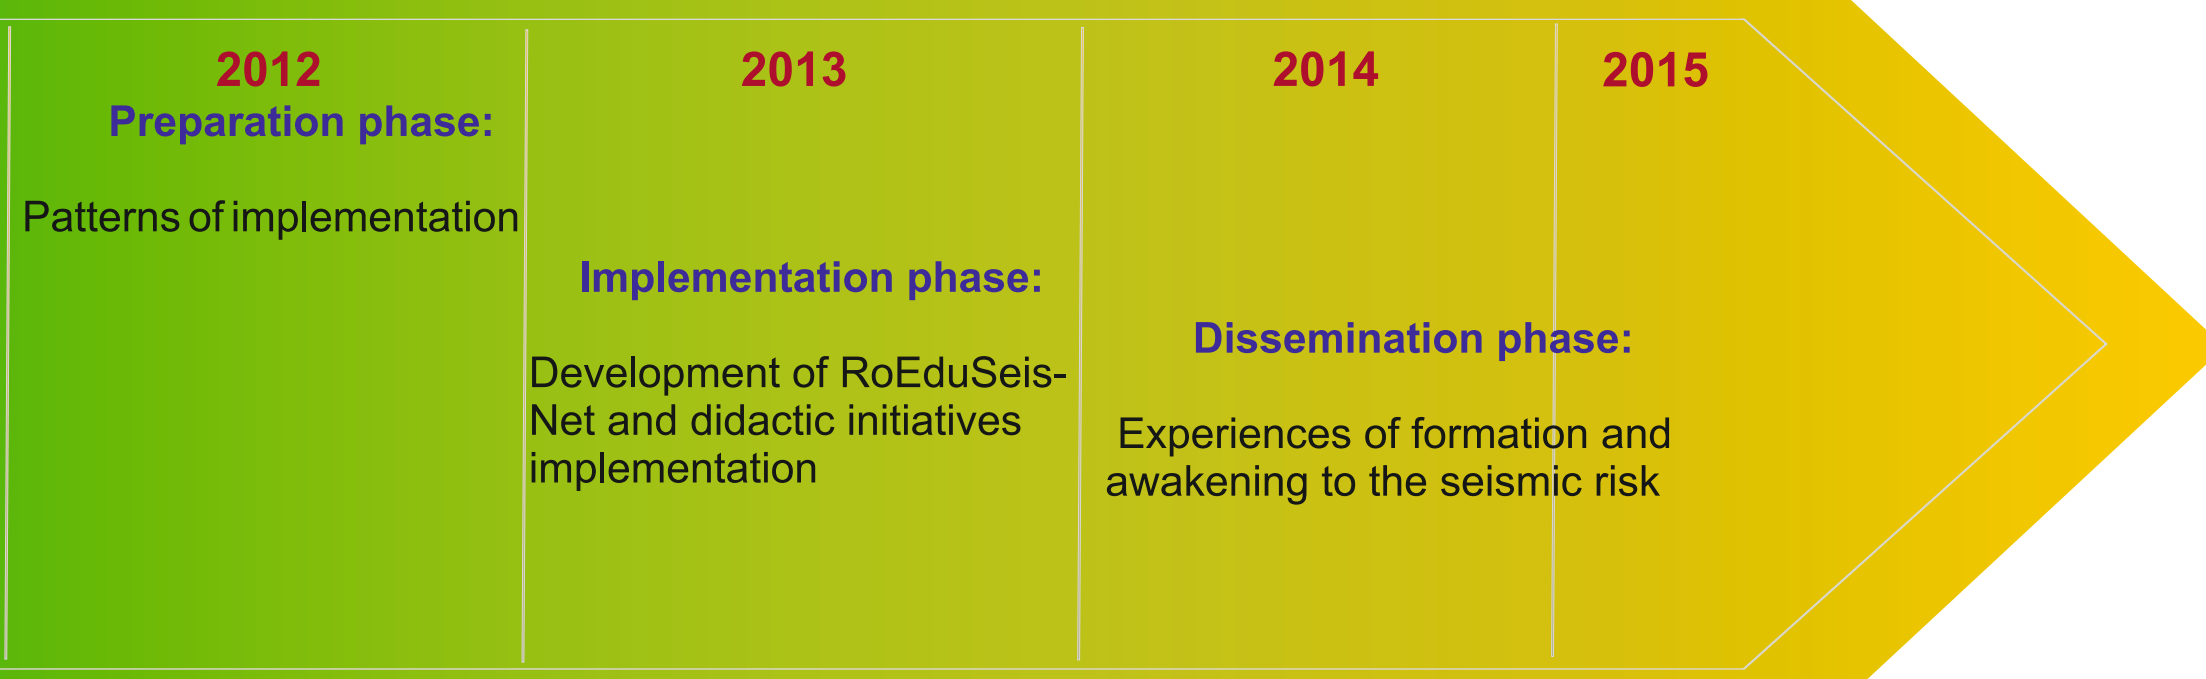 2012
Preparation phase:
Patterns of implementation
2013
Implementation phase:
Development of RoEduSeis-
Net and didactic initiatives
implementation
2014
2015
Dissemination phase:
Experiences of formation and
awakening to the seismic risk